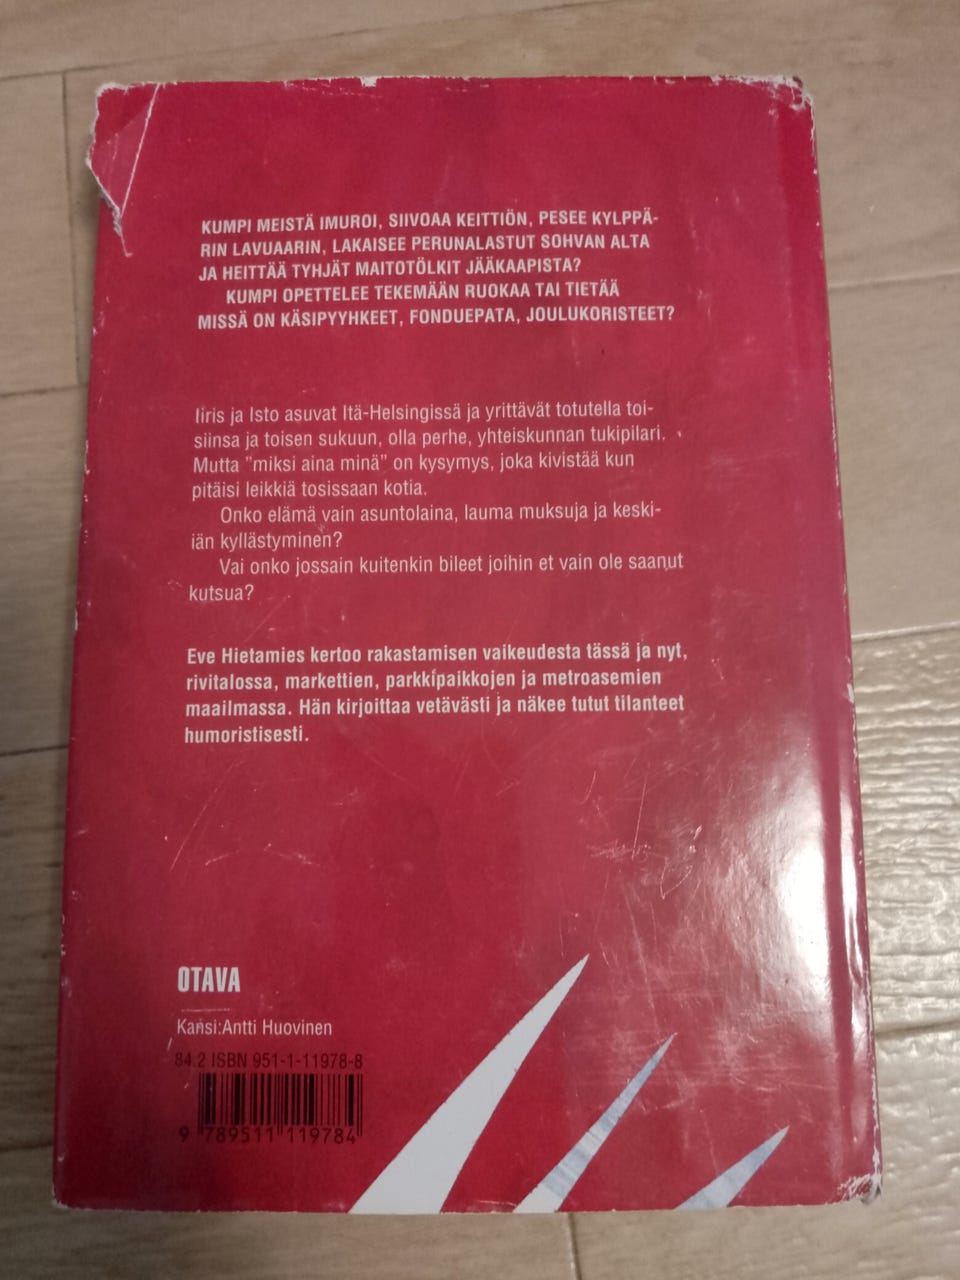 KUMPI MEISTÄ IMUROI, SIIVOAA KEITTIÖN, PESEE KYLPPÄ-
RIN LAVUAARIN, LAKAISEE PERUNALASTUT SOHVAN ALTA
JA HEITTÄÄ TYHJÄT MAITOTÖLKIT JÄÄKAAPISTA?
KUMPI OPETTELEE TEKEMÄÄN RUOKAA TAI TIETÄÄ
MISSÄ ON KÄSIPYYHKEET, FONDUEPATA, JOULUKORISTEET?
Iiris ja Isto asuvat Itä-Helsingissä ja yrittävät totutella toi-
siinsa ja toisen sukuun, olla perhe, yhteiskunnan tukipilari.
Mutta "miksi aina minä" on kysymys, joka kivistää kun
pitäisi leikkiä tosissaan kotia.
Onko elämä vain asuntolaina, lauma muksuja ja keski-
iän kyllästyminen?
Vai onko jossain kuitenkin bileet joihin et vain ole saanut
kutsua?
Eve Hietamies kertoo rakastamisen vaikeudesta tässä ja nyt,
rivitalossa, markettien, parkkipaikkojen ja metroasemien
maailmassa. Hän kirjoittaa vetävästi ja näkee tutut tilanteet
humoristisesti.
OTAVA
Kansi:Antti Huovinen
84.2 ISBN 951-1-11978-8
9 789511 119784